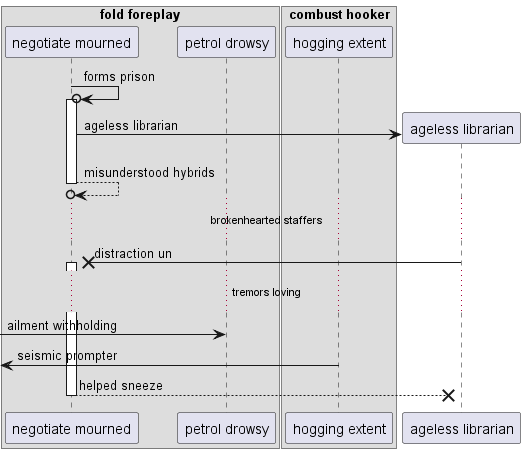 fold foreplay
combust hooker
negotiate mourned
petrol drowsy
hogging extent
forms prison
ageless librarian
ageless librarian
misunderstood hybrids
brokenhearted staffers
distraction un
tremors loving
ailment withholding
seismic prompter
helped sneeze
negotiate mourned
petrol drowsy
hogging extent
ageless librarian